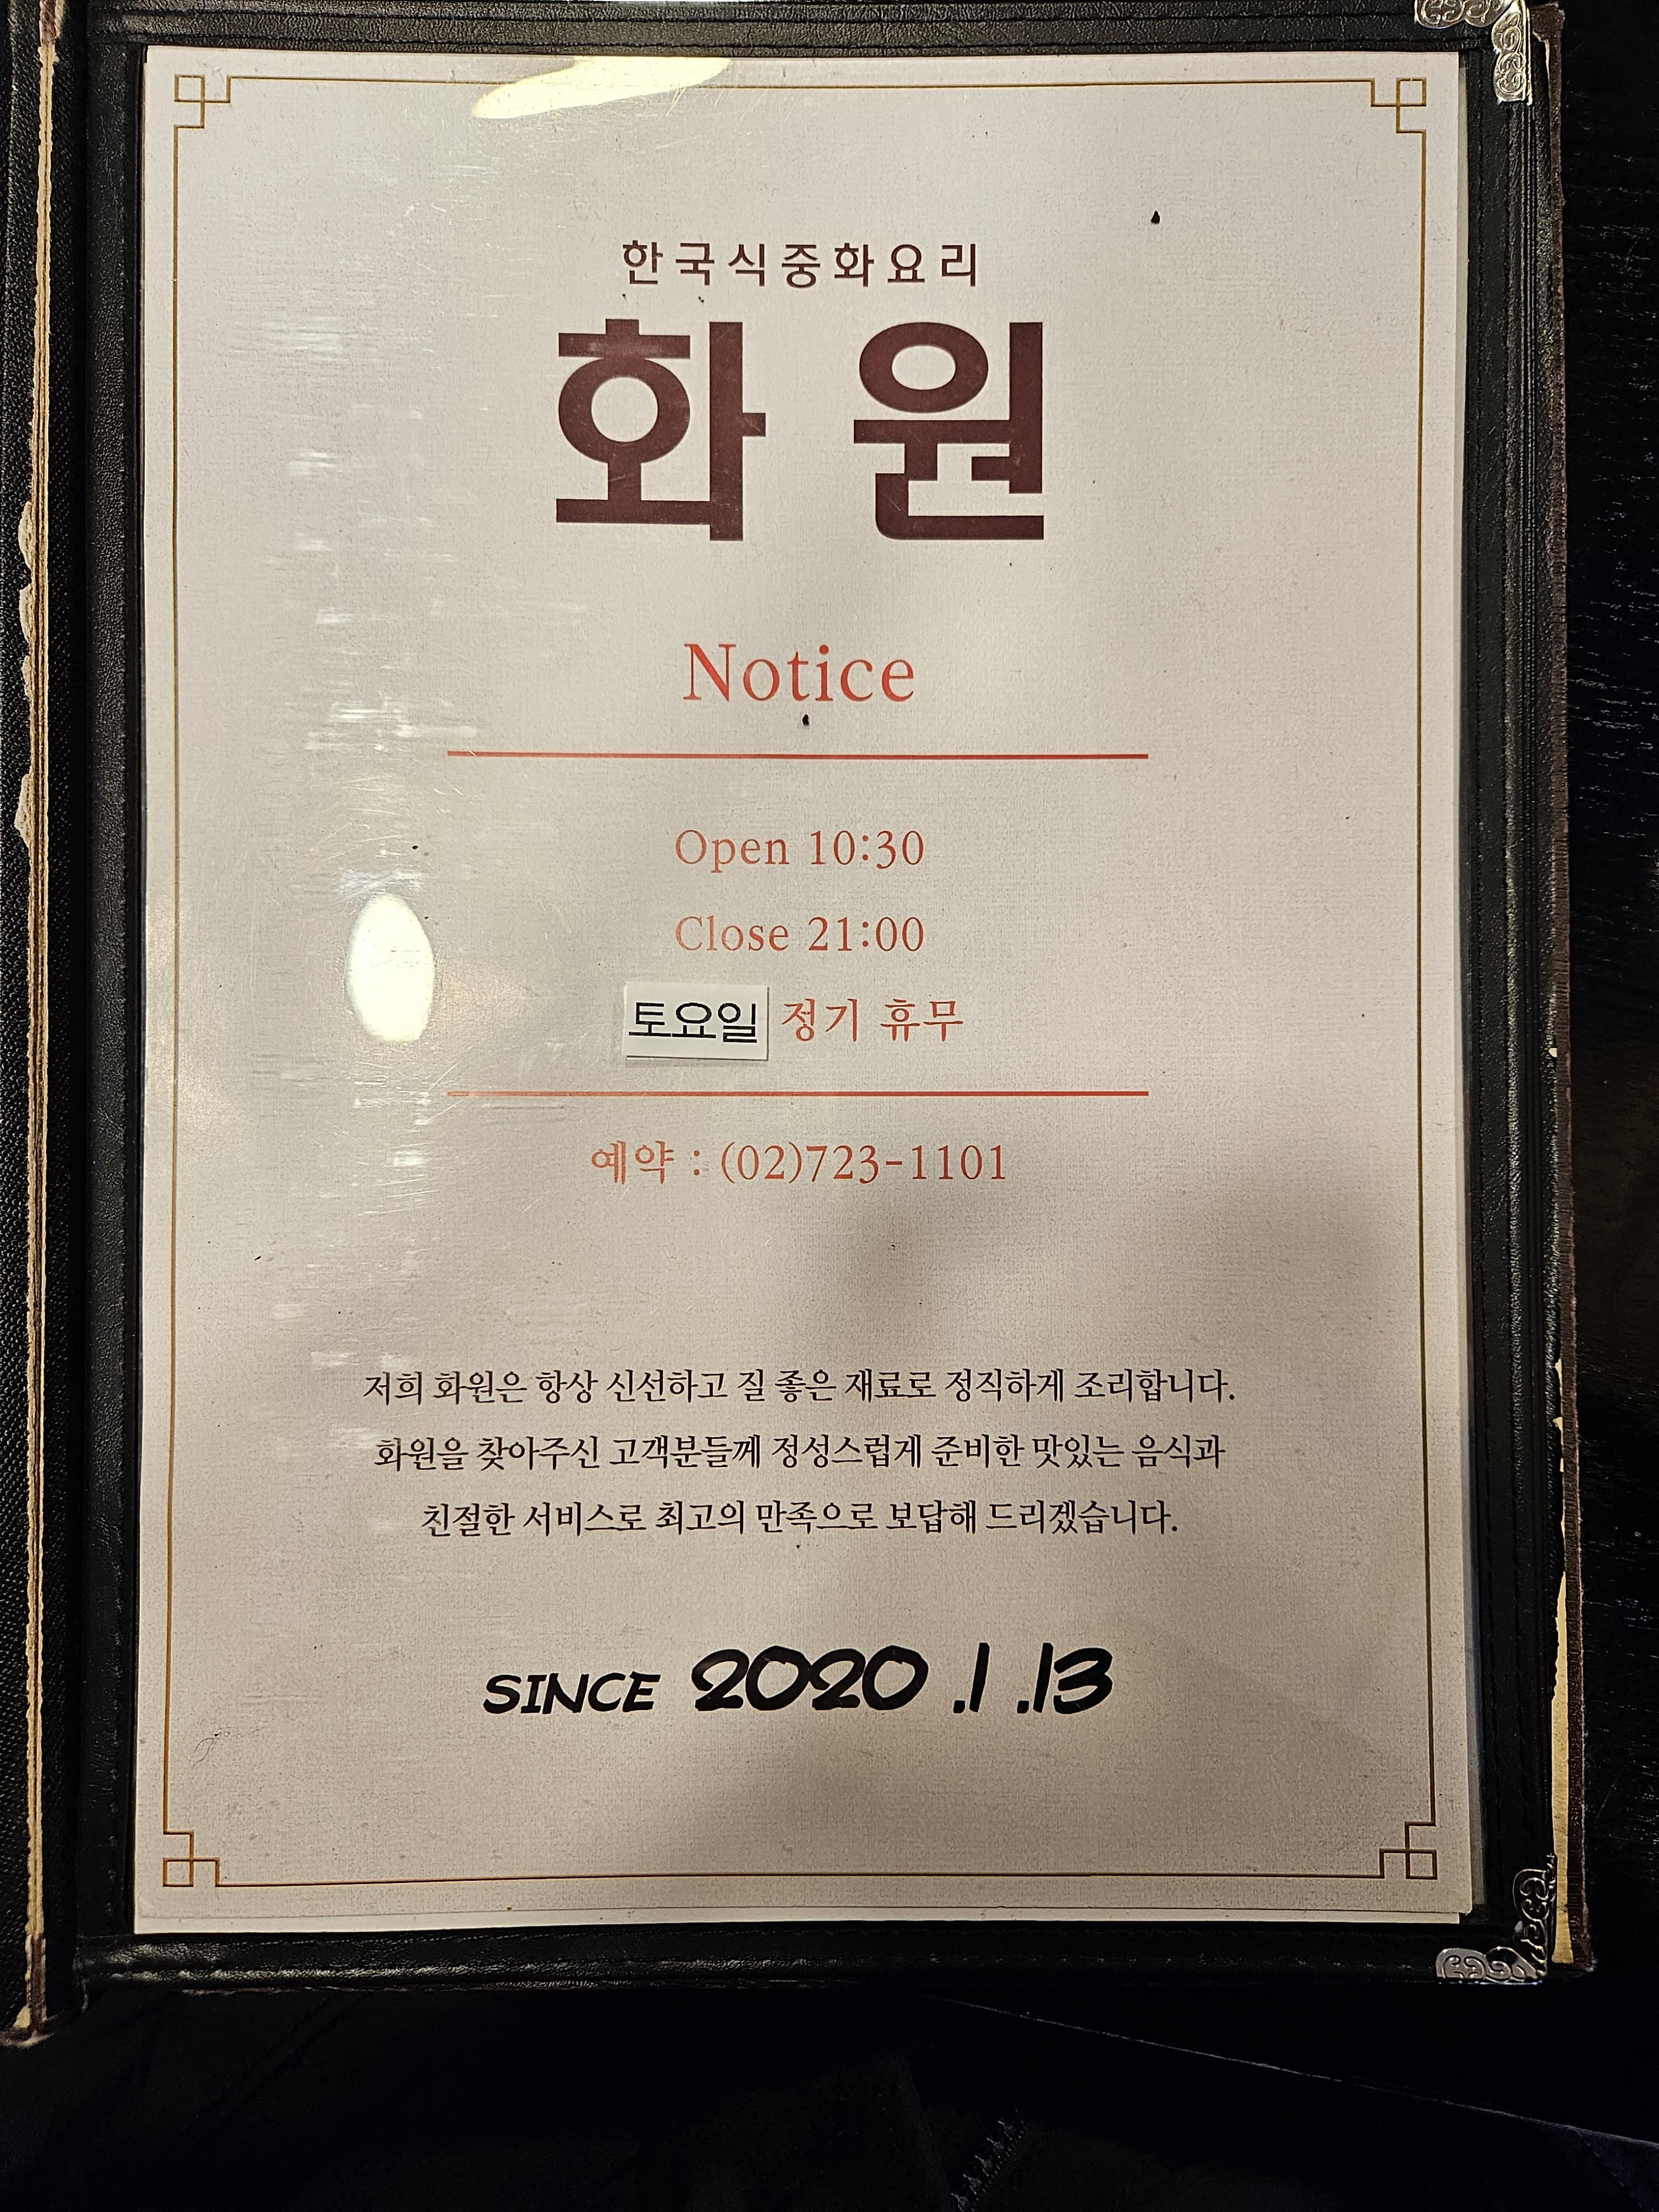 한국식중화요리
화원
Notice
Open 10:30
Close 21:00
토요일 정기 휴무
예약 : (02)723-1101
저희 화원은 항상 신선하고 질 좋은 재료로 정직하게 조리합니다.
화원을 찾아주신 고객분들께 정성스럽게 준비한 맛있는 음식과
친절한 서비스로 최고의 만족으로 보답해 드리겠습니다.
SINCE 2020 .1 .13